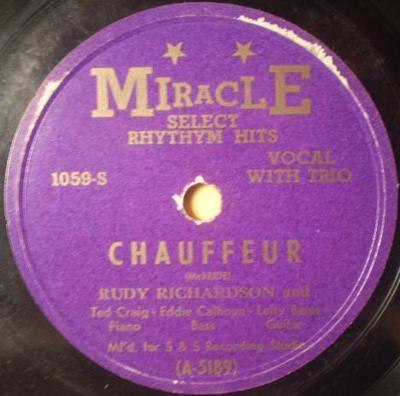 MIRACLE
SELECT
RHYTHYM HITS
1059-S
VOCAL
WITH TRIO
CHAUFFEUR
(McBRIDE)
RUDY RICHARDSON and
Ted Craig - Eddie Calhoun - Lefty Bates
Piano Bass Guitar
Mf'd. for S & S Recording Studio
(A-5189)